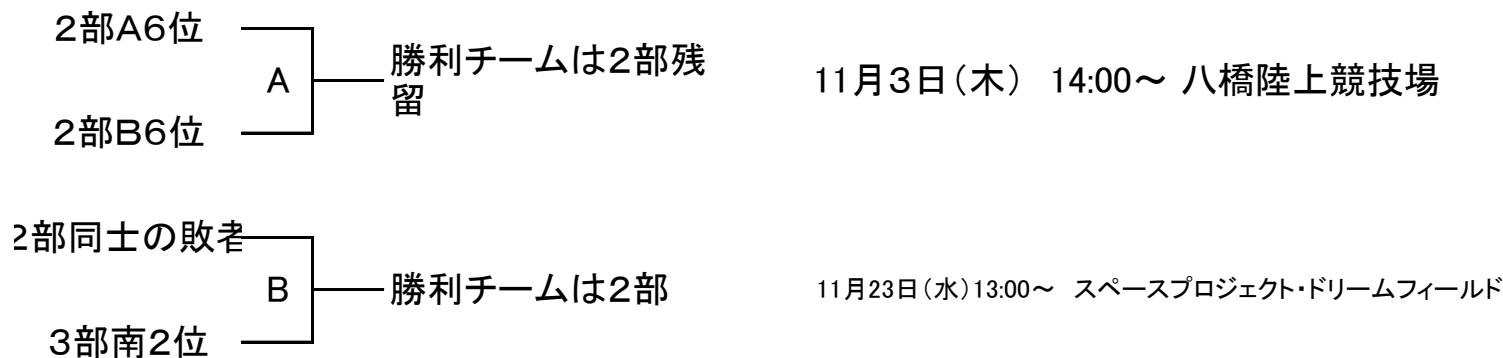 2部A6位
A
勝利チームは2部残
留
11月3日(木) 14:00~ 八橋陸上競技場
2部B6位
2部同士の敗者
B
勝利チームは2部
11月23日(水)13:00~ スペースプロジェクト・ドリームフィールド
3部南2位